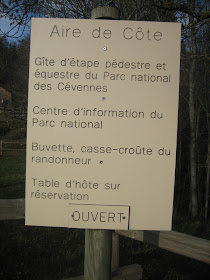 Aire de Côte
Gîte d'étape pédestre et
équestre du Parc national
des Cévennes
Centre d'information du
Parc national
Buvette, casse-croûte du
randonneur
Table d'hôte sur
réservation
OUVERT